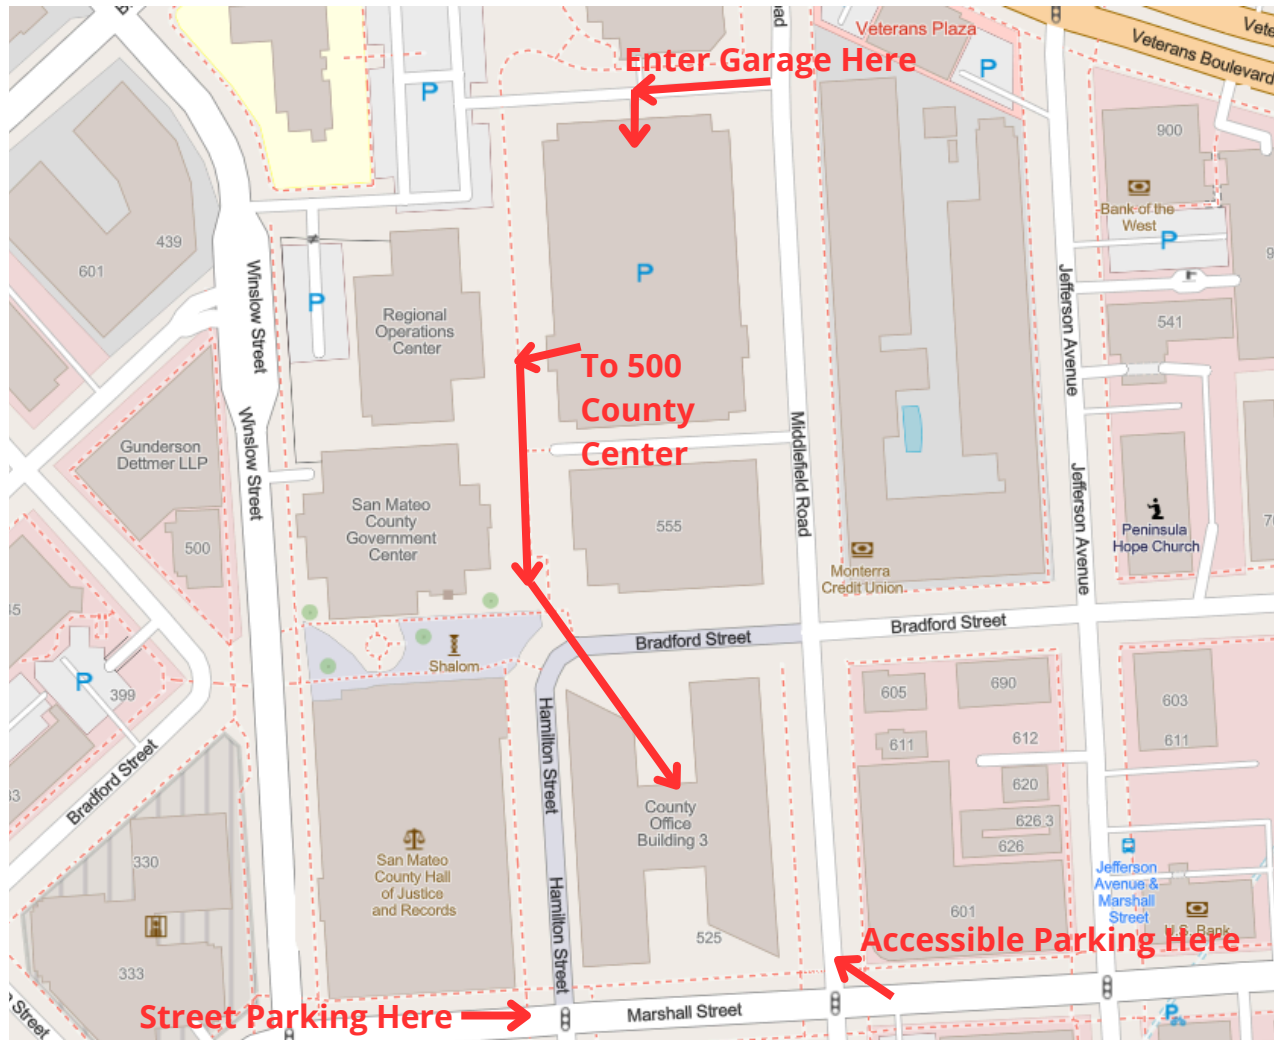 Veterans Plaza
Veterans Boulevard
Enter Garage Here
P
P
900
Bank of the
West
P
439
601
P
P
Winslow Street
Regional
Operations
Center
To 500
County
Center
Jefferson Avenue
541
Middlefield Road
Gunderson
Dettmer LLP
Winslow Street
San Mateo
County
Government
Center
555
500
Jefferson Avenue
Peninsula
Hope Church
Monterra
Credit Union
Bradford Street
Bradford Street
Shalom
P
399
605
690
603
611
611
612
620
626 3
626
Hamilton Street
Bradford Street
County
Office
Building 3
330
San Mateo
County Hall
of Justice
and Records
Jefferson
Avenue &
Marshall
Street
Hamilton Street
525
601
U.S. Bank
Accessible Parking Here
333
Street Parking Here
Marshall Street
P
Street